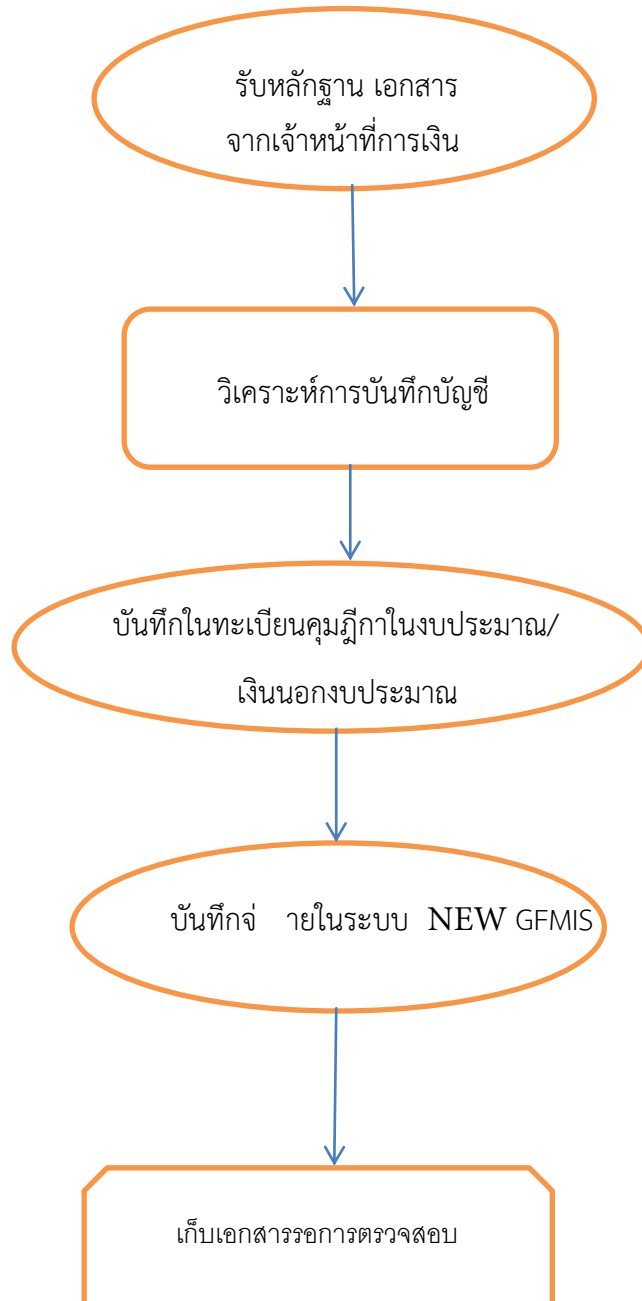 รับหลักฐาน เอกสาร
จากเจ้าหน้าที่การเงิน
วิเคราะห์การบันทึกบัญชี
บันทึกในทะเบียนคุมฎีกาในงบประมาณ/
เงินนอกงบประมาณ
บันทึกจ่ ายในระบบ NEW GFMIS
เก็บเอกสารรอการตรวจสอบ